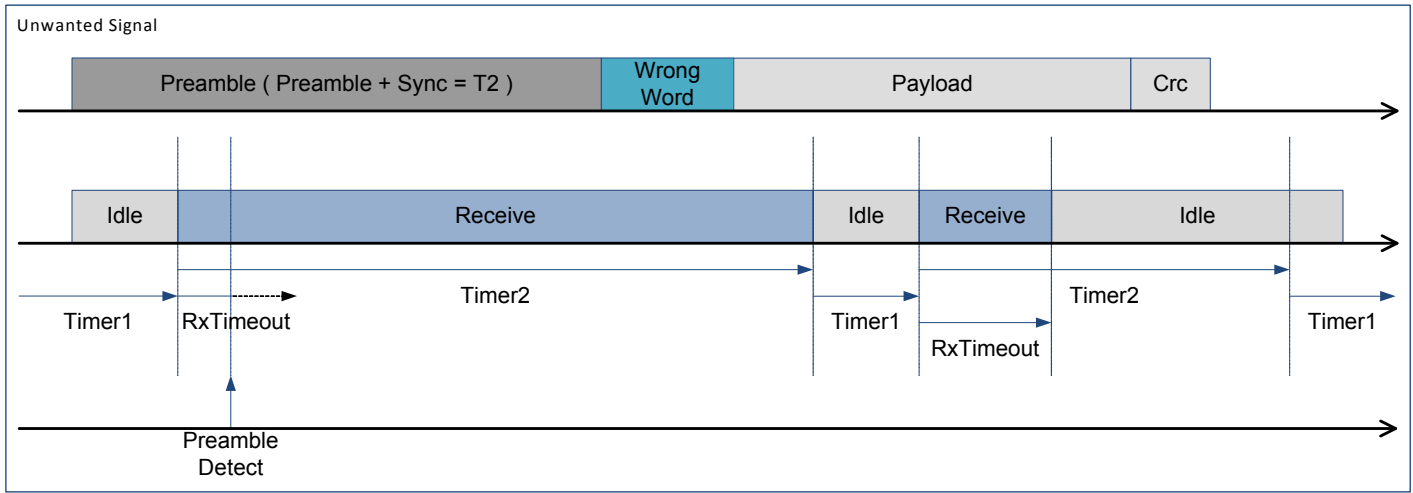 Unwanted Signal
Preamble ( Preamble + Sync = T2 )
Wrong
Word
Payload
Crc
Idle
Receive
Idle
Receive
Idle
Timer2
Timer2
Timer1
RxTimeout
Timer1
Timer1
RxTimeout
Preamble
Detect